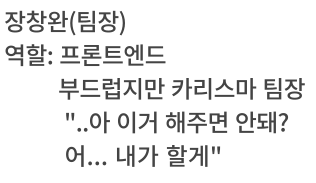 장창완(팀장)
역할: 프론트엔드
부드럽지만 카리스마 팀장
"..아 이거 해주면 안돼?
어... 내가 할게"